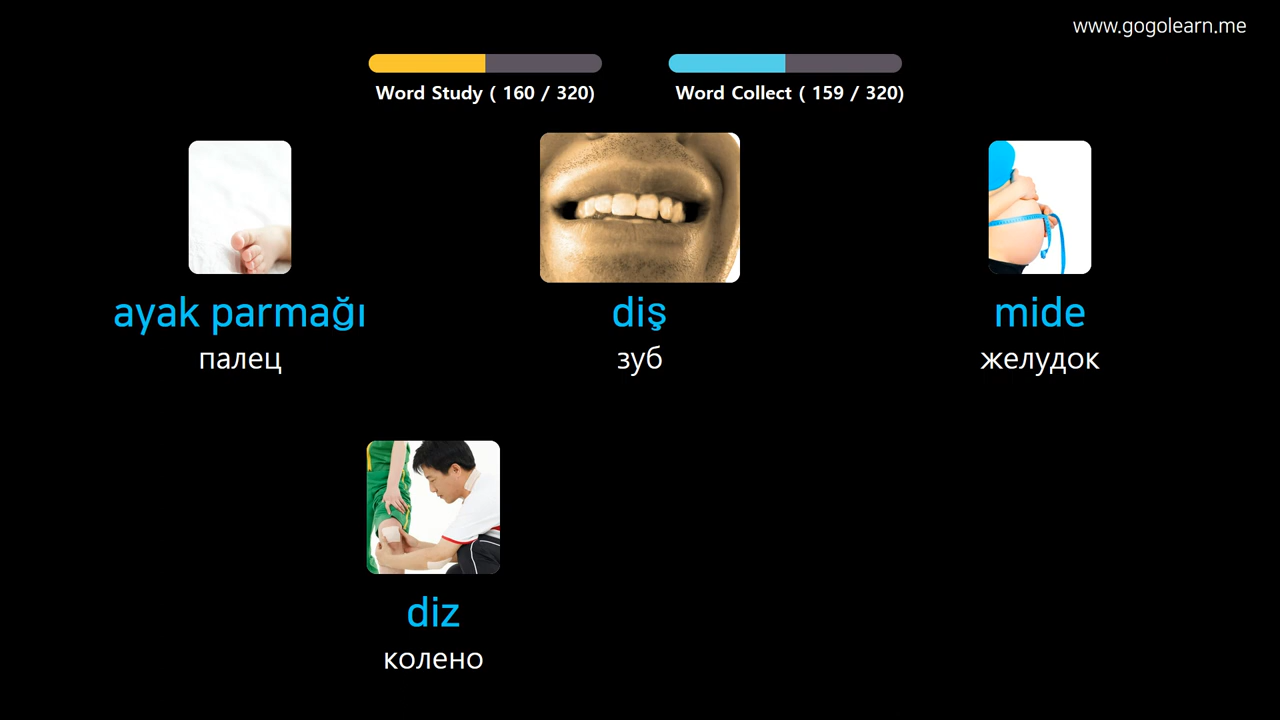 www.gogolearn.me
Word Study ( 160 / 320)
Word Collect ( 159 / 320)
ayak parmağı
палец
diş
зуб
mide
желудок
diz
колено